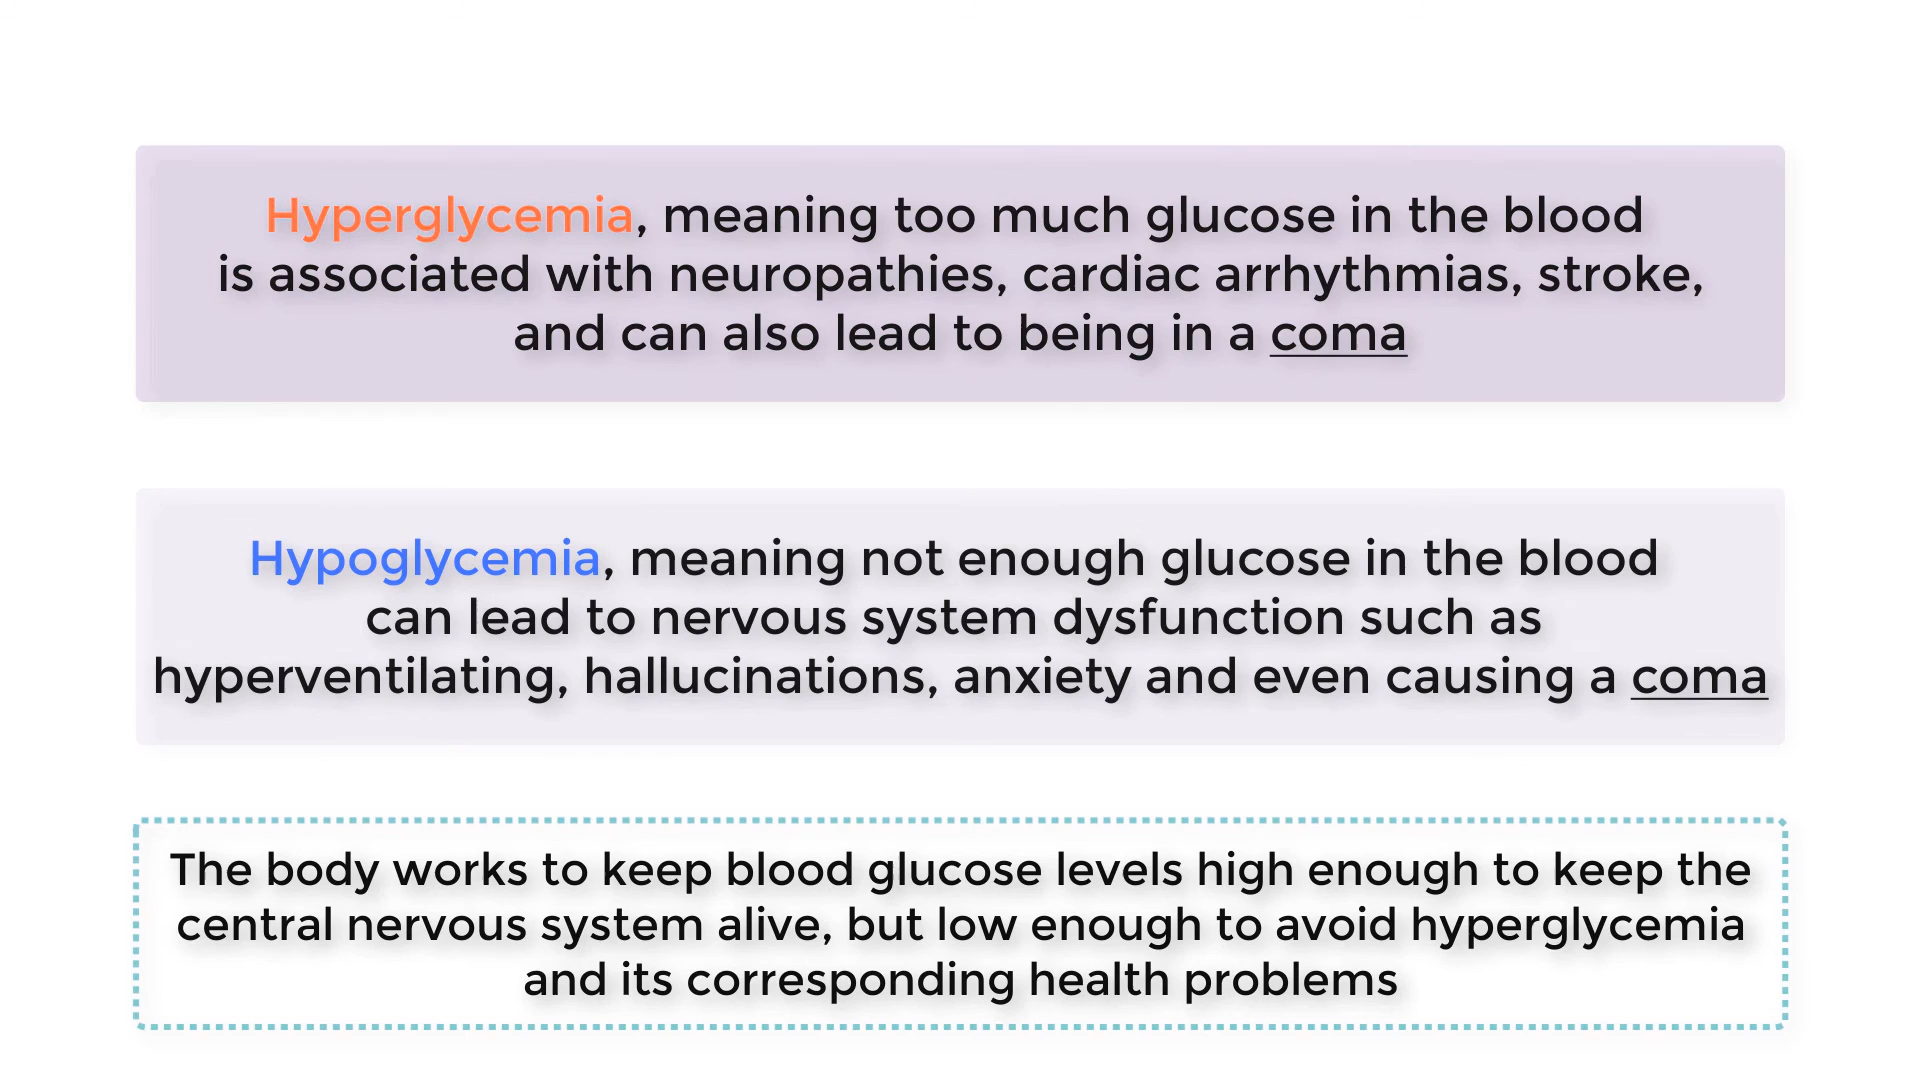 Hyperglycemia, meaning too much glucose in the blood
is associated with neuropathies, cardiac arrhythmias, stroke,
and can also lead to being in a coma
Hypoglycemia, meaning not enough glucose in the blood
can lead to nervous system dysfunction such as
hyperventilating, hallucinations, anxiety and even causing a coma
The body works to keep blood glucose levels high enough to keep the
central nervous system alive, but low enough to avoid hyperglycemia
and its corresponding health problems